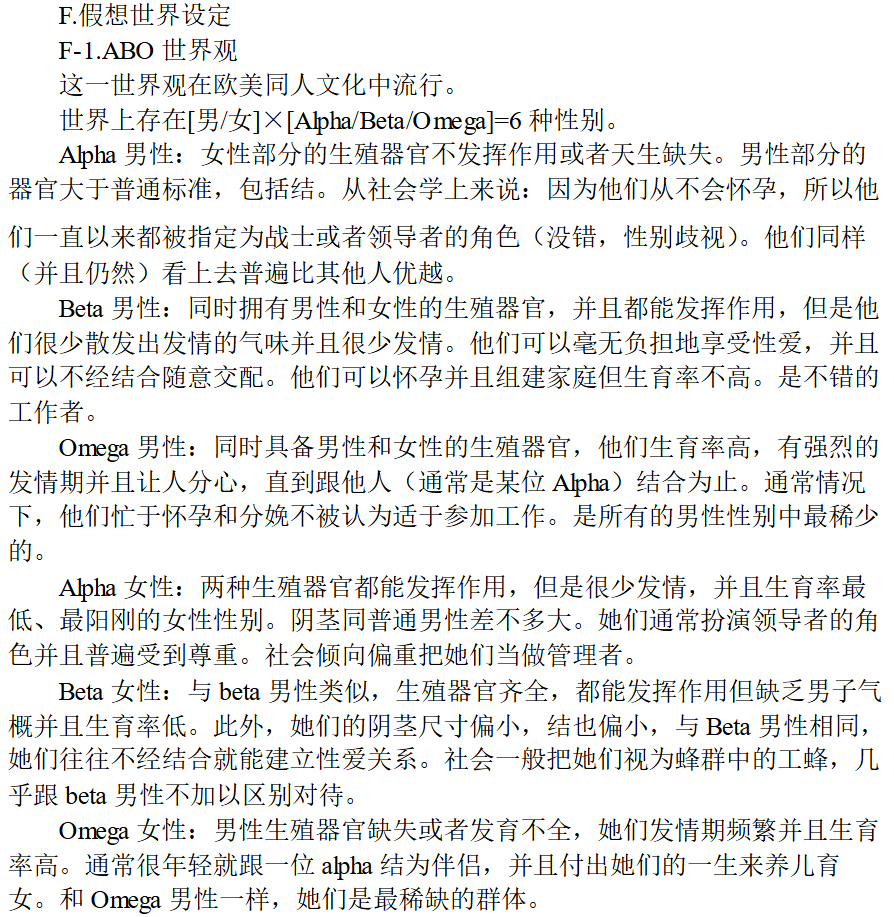 F.假想世界设定
F-1.ABO 世界观
这一世界观在欧美同人文化中流行。
世界上存在[男/女]×[Alpha/Beta/Omega]=6 种性别。
Alpha 男性：女性部分的生殖器官不发挥作用或者天生缺失。男性部分的
器官大于普通标准，包括结。从社会学上来说：因为他们从不会怀孕，所以他
们一直以来都被指定为战士或者领导者的角色（没错，性别歧视）。他们同样
（并且仍然）看上去普遍比其他人优越。
Beta 男性：同时拥有男性和女性的生殖器官，并且都能发挥作用，但是他
们很少散发出发情的气味并且很少发情。他们可以毫无负担地享受性爱，并且
可以不经结合随意交配。他们可以怀孕并且组建家庭但生育率不高。是不错的
工作者。
Omega 男性：同时具备男性和女性的生殖器官，他们生育率高，有强烈的
发情期并且让人分心，直到跟他人（通常是某位 Alpha）结合为止。通常情况
下，他们忙于怀孕和分娩不被认为适于参加工作。是所有的男性性别中最稀少
的。
Alpha 女性：两种生殖器官都能发挥作用，但是很少发情，并且生育率最
低、最阳刚的女性性别。阴茎同普通男性差不多大。她们通常扮演领导者的角
色并且普遍受到尊重。社会倾向偏重把她们当做管理者。
Beta 女性：与 beta 男性类似，生殖器官齐全，都能发挥作用但缺乏男子气
概并且生育率低。此外，她们的阴茎尺寸偏小，结也偏小，与 Beta 男性相同，
她们往往不经结合就能建立性爱关系。社会一般把她们视为蜂群中的工蜂，几
乎跟 beta 男性不加以区别对待。
Omega 女性：男性生殖器官缺失或者发育不全，她们发情期频繁并且生育
率高。通常很年轻就跟一位 alpha 结为伴侣，并且付出她们的一生来养儿育
女。和 Omega 男性一样，她们是最稀缺的群体。